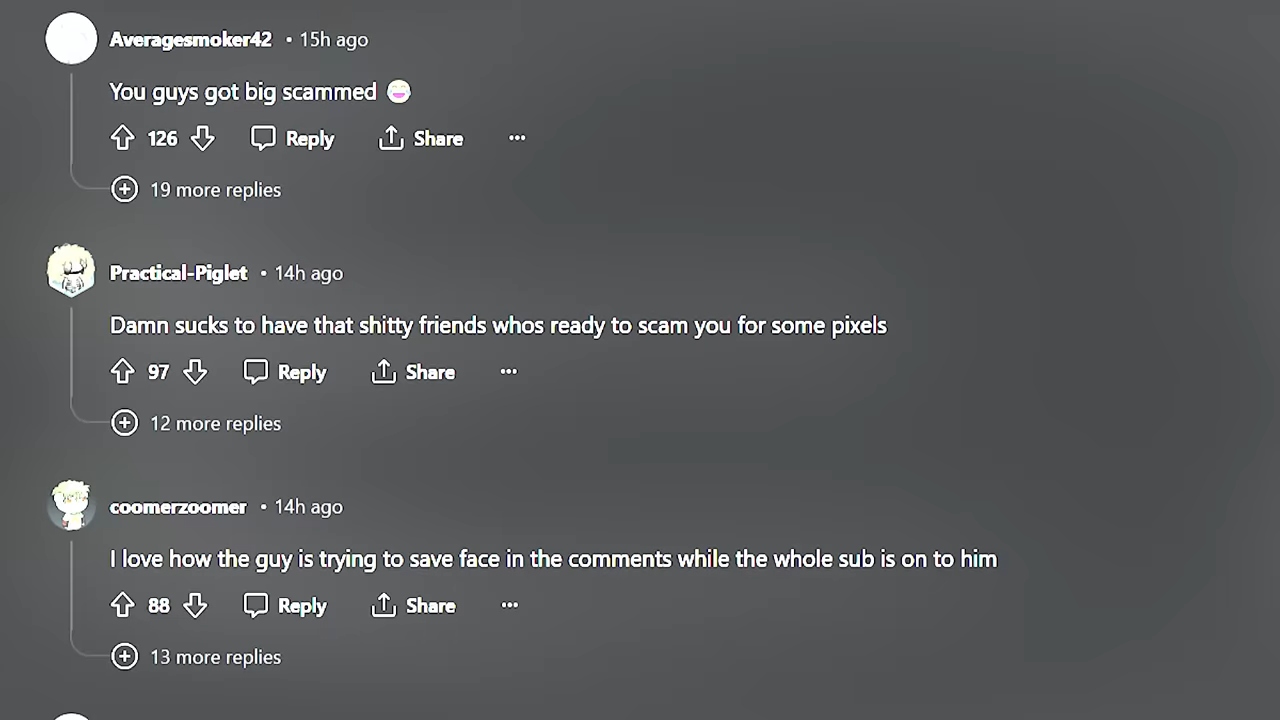 Averagesmoker42 • 15h ago
You guys got big scammed 😄
126 Reply Share ...
19 more replies
Practical-Piglet • 14h ago
Damn sucks to have that shitty friends whos ready to scam you for some pixels
97 Reply Share ...
12 more replies
coomerzoomer • 14h ago
I love how the guy is trying to save face in the comments while the whole sub is on to him
88 Reply Share ...
13 more replies